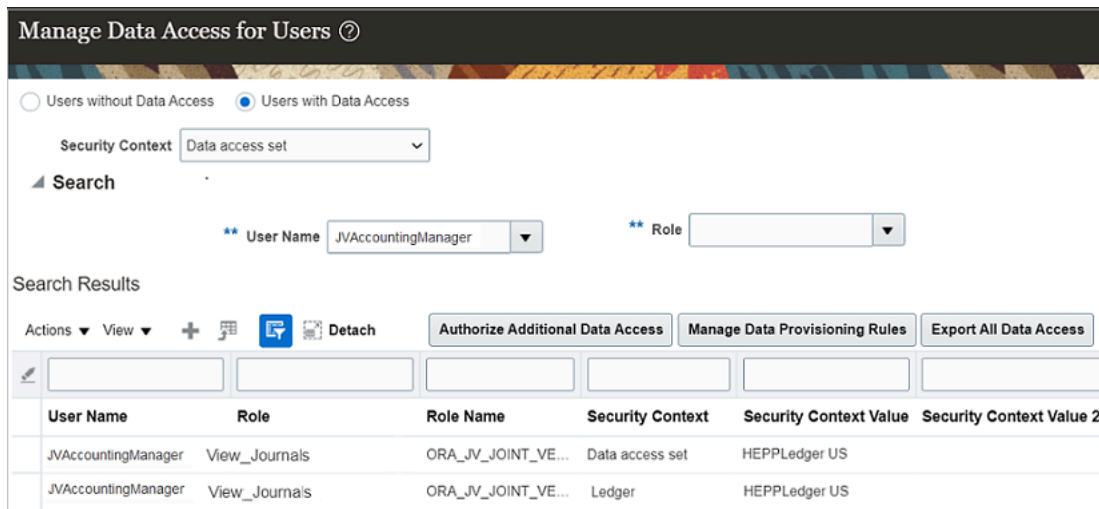 Manage Data Access for Users
Users without Data Access Users with Data Access
Security Context Data access set
Search
** User Name JVAccountingManager ** Role
Search Results
Actions View Detach Authorize Additional Data Access Manage Data Provisioning Rules Export All Data Access
User Name Role Role Name Security Context Security Context Value Security Context Value 2
JVAccountingManager View_Journals ORA_JV_JOINT_VE... Data access set HEPPLedger US
JVAccountingManager View_Journals ORA_JV_JOINT_VE... Ledger HEPPLedger US